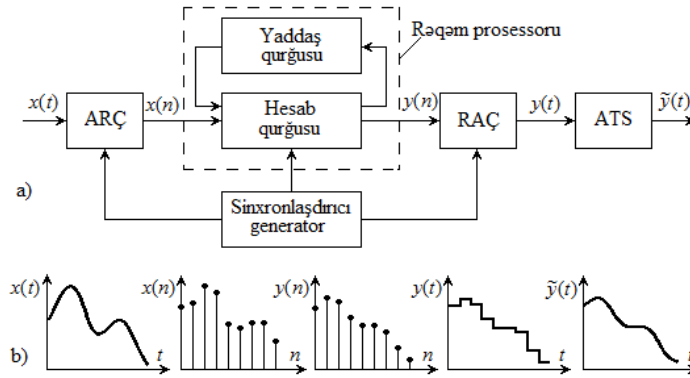 Yaddaş
qurğusu
Rəqəm prosessoru
x(t)
ARÇ
x(n)
Hesab
qurğusu
y(n)
RAÇ
y(t)
ATS
ỹ(t)
a)
Sinxronlaşdırıcı
generator
x(t)
x(n)
y(n)
y(t)
ỹ(t)
b)
t
n
n
t
t